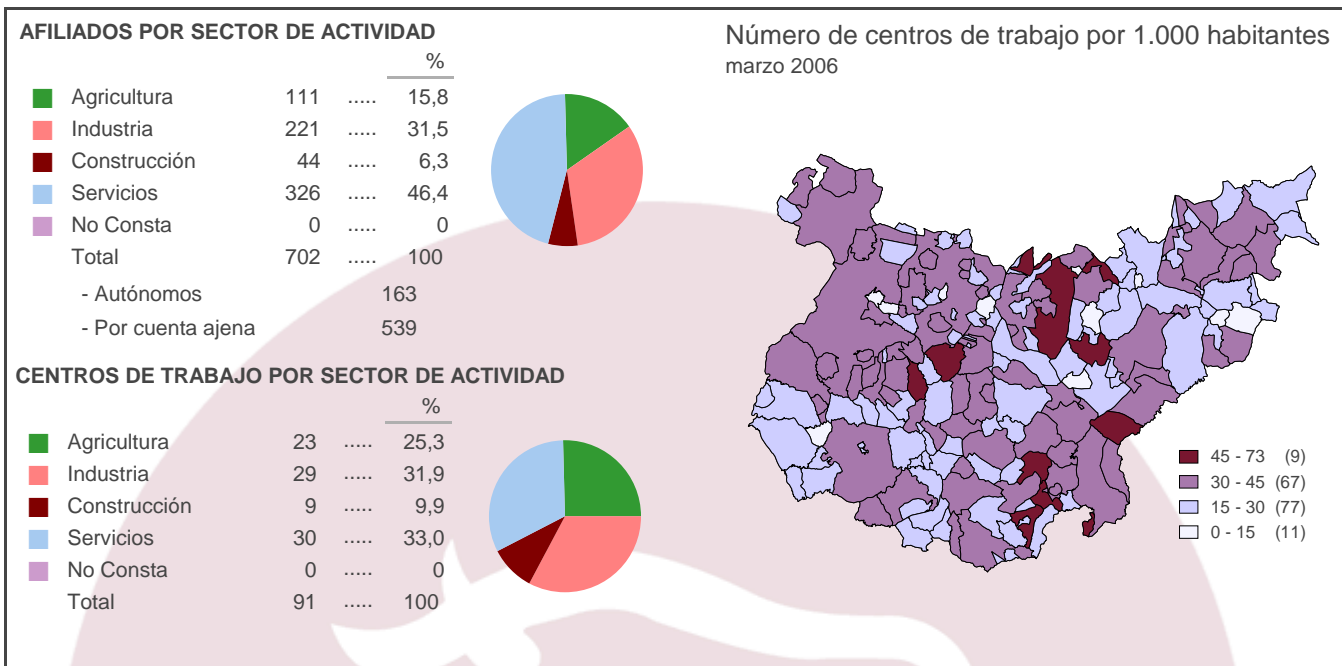 AFILIADOS POR SECTOR DE ACTIVIDAD
%
Agricultura 111 ..... 15,8
Industria 221 ..... 31,5
Construcción 44 ..... 6,3
Servicios 326 ..... 46,4
No Consta 0 ..... 0
Total 702 ..... 100
- Autónomos 163
- Por cuenta ajena 539
CENTROS DE TRABAJO POR SECTOR DE ACTIVIDAD
%
Agricultura 23 ..... 25,3
Industria 29 ..... 31,9
Construcción 9 ..... 9,9
Servicios 30 ..... 33,0
No Consta 0 ..... 0
Total 91 ..... 100
Número de centros de trabajo por 1.000 habitantes
marzo 2006
45 - 73 (9)
30 - 45 (67)
15 - 30 (77)
0 - 15 (11)